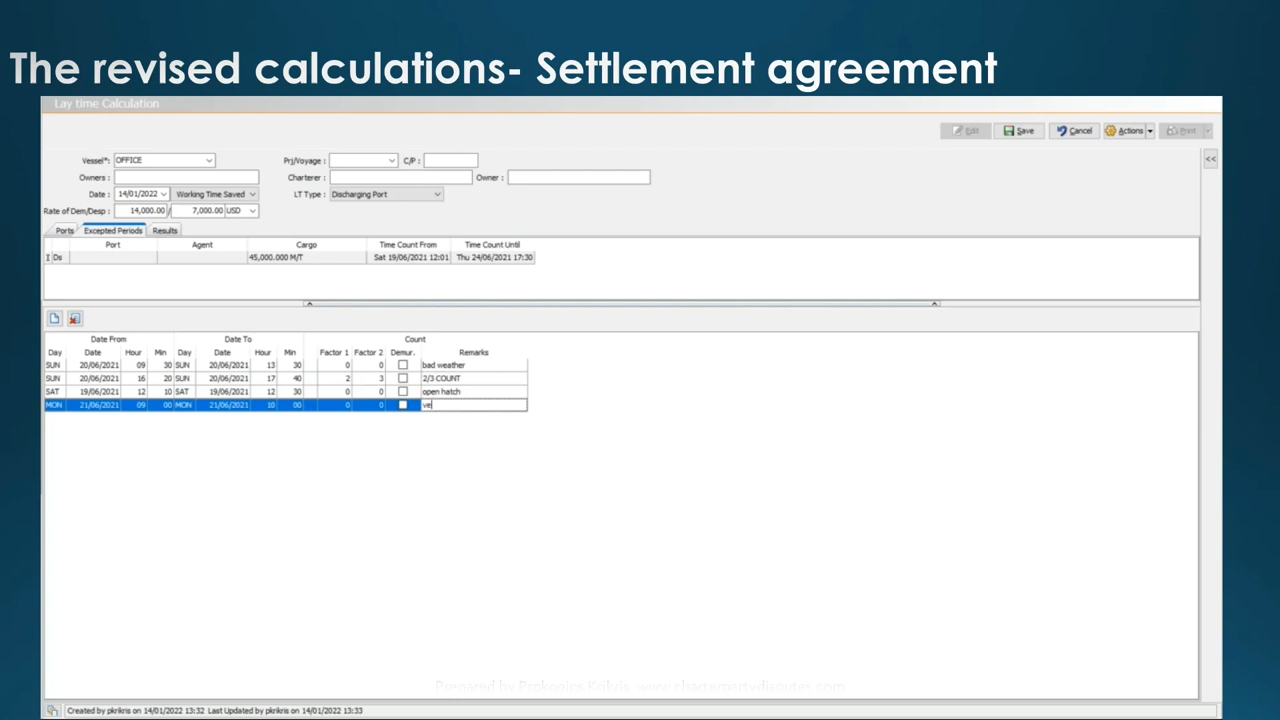 The revised calculations- Settlement agreement
Lay time Calculation
Edit Save Cancel Actions Print
<<
Vessel*: OFFICE Prj/Voyage : C/P :
Owners : Charterer : Owner :
Date : 14/01/2022 Working Time Saved LT Type : Discharging Port
Rate of Dem/Desp : 14,000.00 / 7,000.00 USD
Ports Excepted Periods Results
Port Agent Cargo Time Count From Time Count Until
I Ds 45,000.000 M/T Sat 19/06/2021 12:01 Thu 24/06/2021 17:30
Date From Date To Count
Day Date Hour Min Day Date Hour Min Factor 1 Factor 2 Demur. Remarks
SUN 20/06/2021 09 30 SUN 20/06/2021 13 30 0 0 bad weather
SUN 20/06/2021 16 20 SUN 20/06/2021 17 40 2 3 2/3 COUNT
SAT 19/06/2021 12 10 SAT 19/06/2021 12 30 0 0 open hatch
MON 21/06/2021 09 00 MON 21/06/2021 10 00 0 0 ve
Prepared by Prokopios Krikris www.charterpartydisputes.com
Created by pkrikris on 14/01/2022 13:32 Last Updated by pkrikris on 14/01/2022 13:33